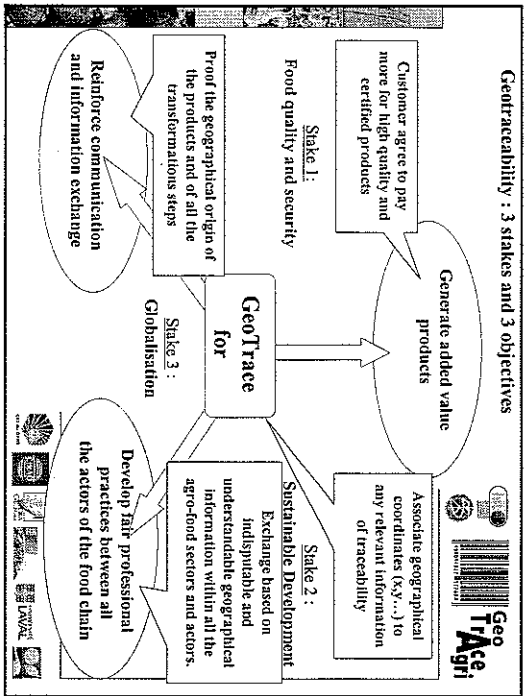 Geotraceability : 3 stakes and 3 objectives
Geo
TrAce
Agri
Customer agree to pay
more for high quality and
certified products
Generate added value
products
Associate geographical
coordinates (x,y ...) to
any relevant information
of traceability
Stake 1:
Food quality and security
GeoTrace
for
Stake 2 :
Sustainable Development
Proof the geographical origin of
the products and of all the
transformations steps
Stake 3 :
Globalisation
Exchange based on
indisputable and
understandable geographical
information within all the
agro-food sectors and actors.
Reinforce communication
and information exchange
Develop fair professional
practices between all
the actors of the food chain
LAVAL